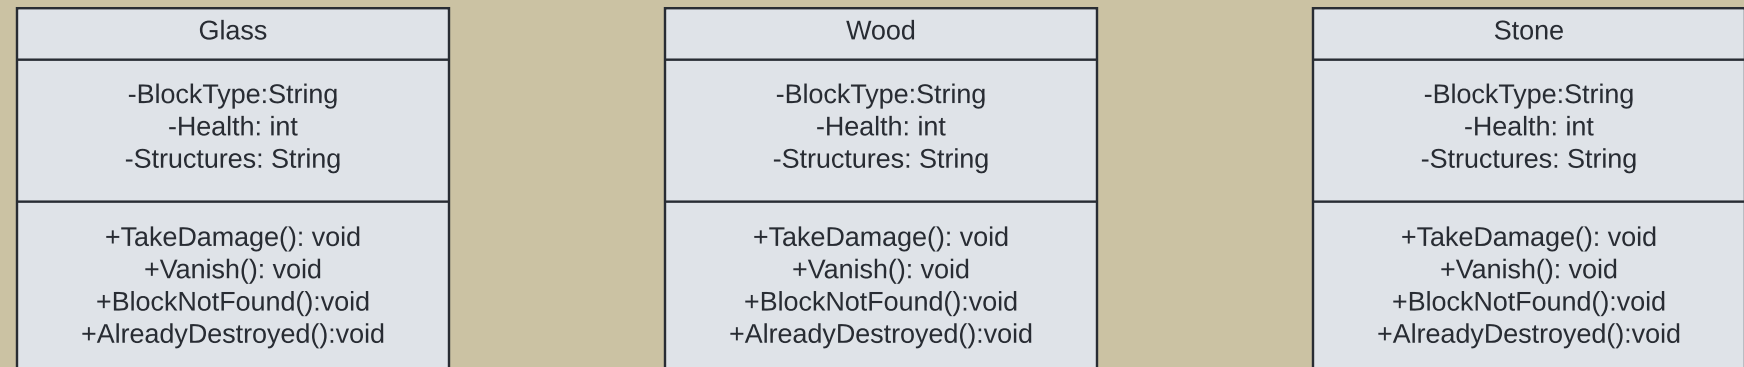 Glass
-BlockType:String
-Health: int
-Structures: String
+TakeDamage(): void
+Vanish(): void
+BlockNotFound():void
+AlreadyDestroyed():void
Wood
-BlockType:String
-Health: int
-Structures: String
+TakeDamage(): void
+Vanish(): void
+BlockNotFound():void
+AlreadyDestroyed():void
Stone
-BlockType:String
-Health: int
-Structures: String
+TakeDamage(): void
+Vanish(): void
+BlockNotFound():void
+AlreadyDestroyed():void